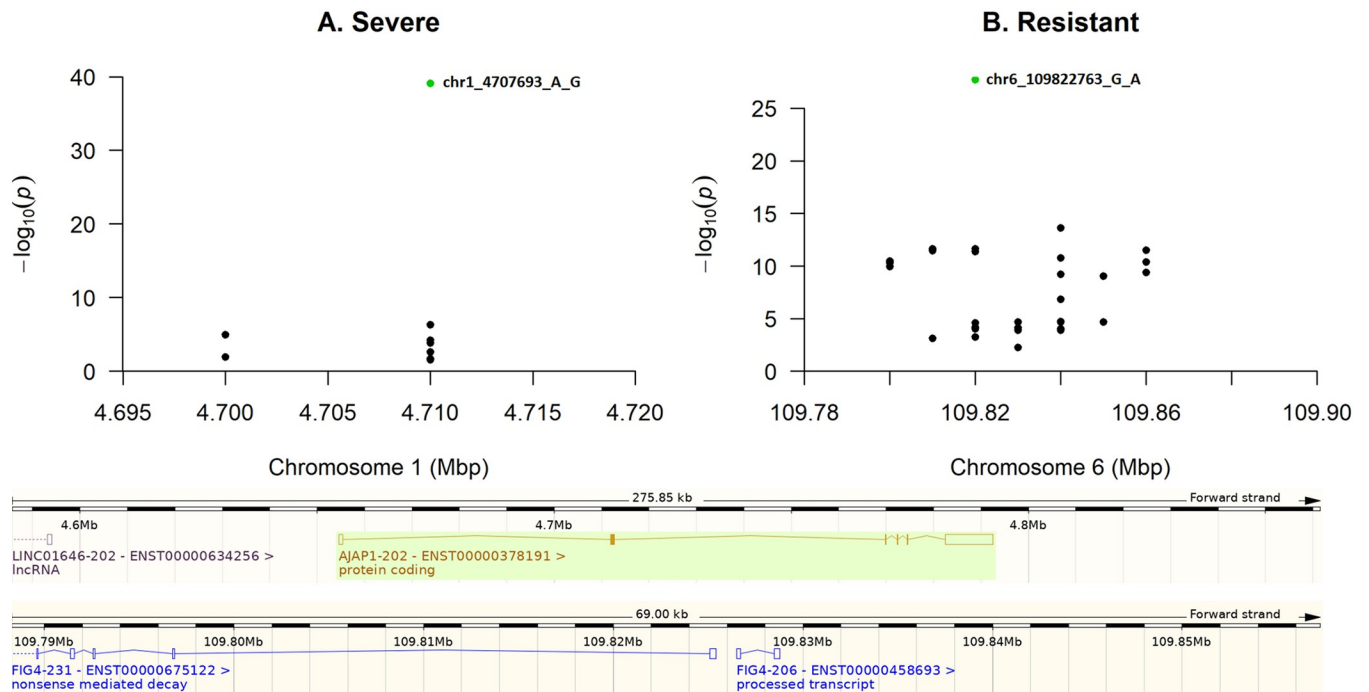 A. Severe
B. Resistant
40
30
20
10
0
−log10(p)
chr1_4707693_A_G
4.695
4.700
4.705
4.710
4.715
4.720
Chromosome 1 (Mbp)
25
20
15
10
5
0
−log10(p)
chr6_109822763_G_A
109.78
109.82
109.86
109.90
Chromosome 6 (Mbp)
275.85 kb
Forward strand
4.6Mb
4.7Mb
4.8Mb
LINC01646-202 - ENST00000634256 >
lncRNA
AJAP1-202 - ENST00000378191 >
protein coding
69.00 kb
Forward strand
109.79Mb
109.80Mb
109.81Mb
109.82Mb
109.83Mb
109.84Mb
109.85Mb
FIG4-231 - ENST00000675122 >
nonsense mediated decay
FIG4-206 - ENST00000458693 >
processed transcript